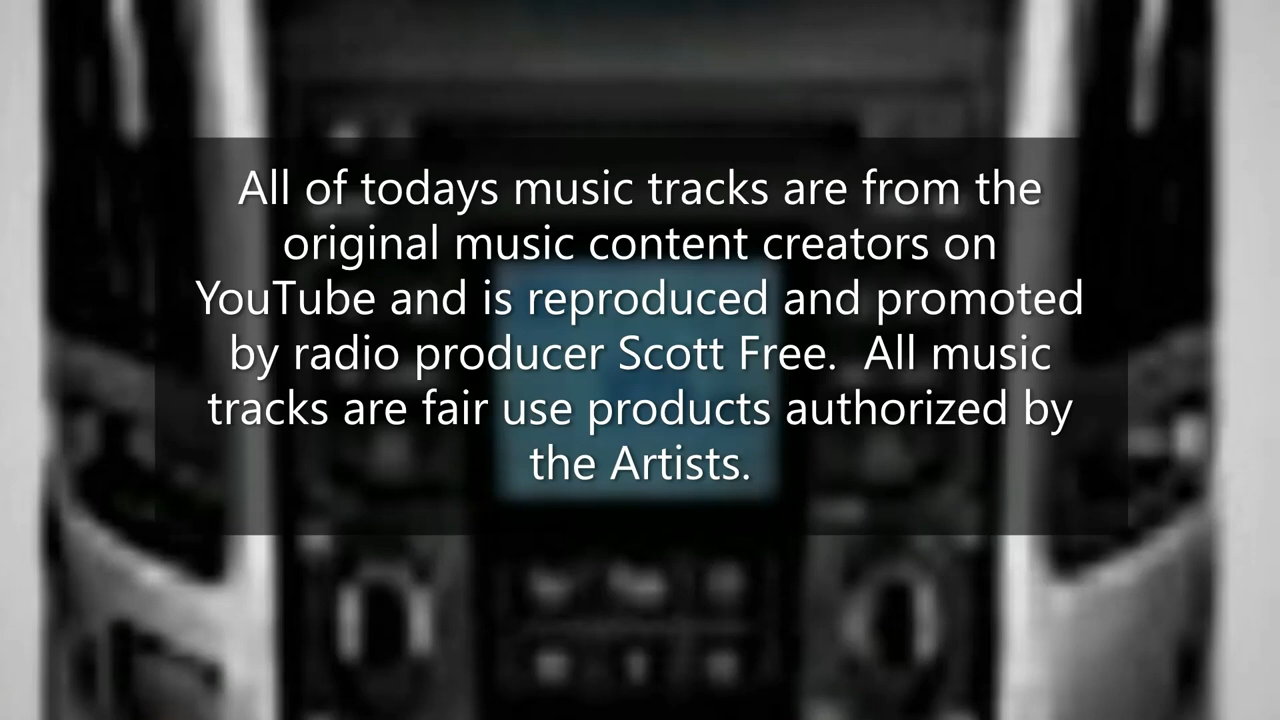 All of todays music tracks are from the
original music content creators on
YouTube and is reproduced and promoted
by radio producer Scott Free.  All music
tracks are fair use products authorized by
the Artists.